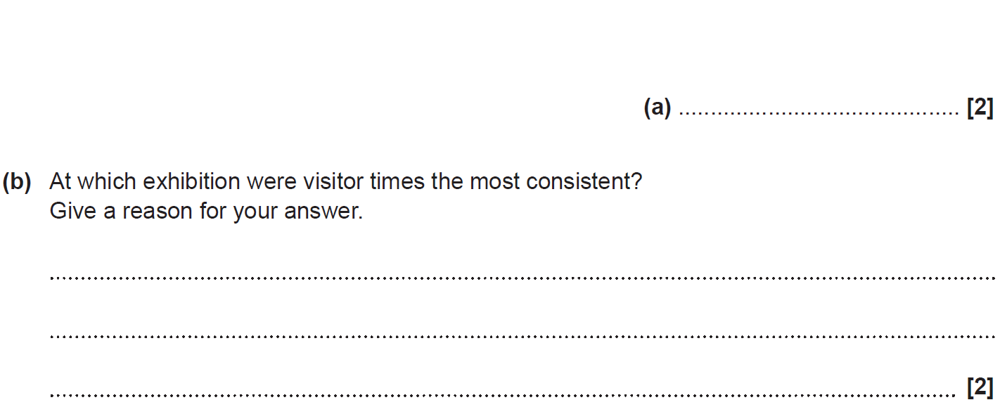 (a) ............................................ [2]
(b) At which exhibition were visitor times the most consistent?
Give a reason for your answer.
[2]